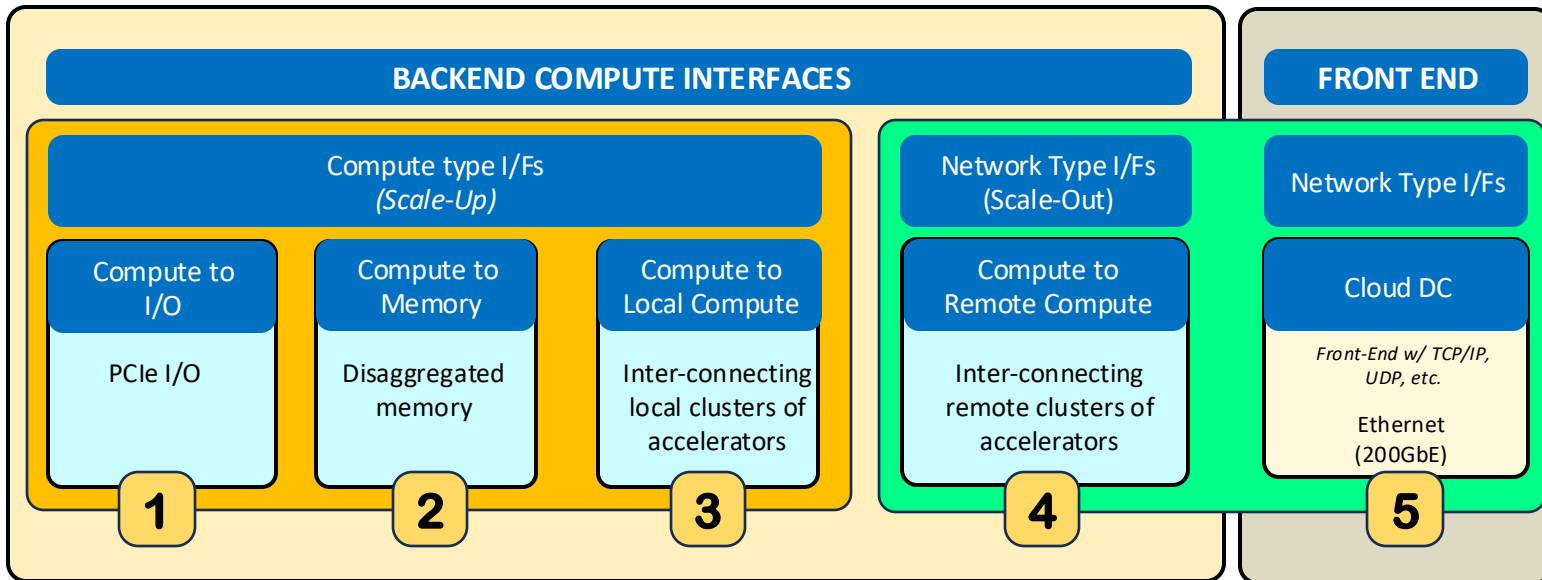 BACKEND COMPUTE INTERFACES
FRONT END
Compute type I/Fs
(Scale-Up)
Network Type I/Fs
(Scale-Out)
Network Type I/Fs
Compute to
I/O
PCIe I/O
1
Compute to
Memory
Disaggregated
memory
2
Compute to
Local Compute
Inter-connecting
local clusters of
accelerators
3
Compute to
Remote Compute
Inter-connecting
remote clusters of
accelerators
4
Cloud DC
Front-End w/ TCP/IP,
UDP, etc.
Ethernet
(200GbE)
5